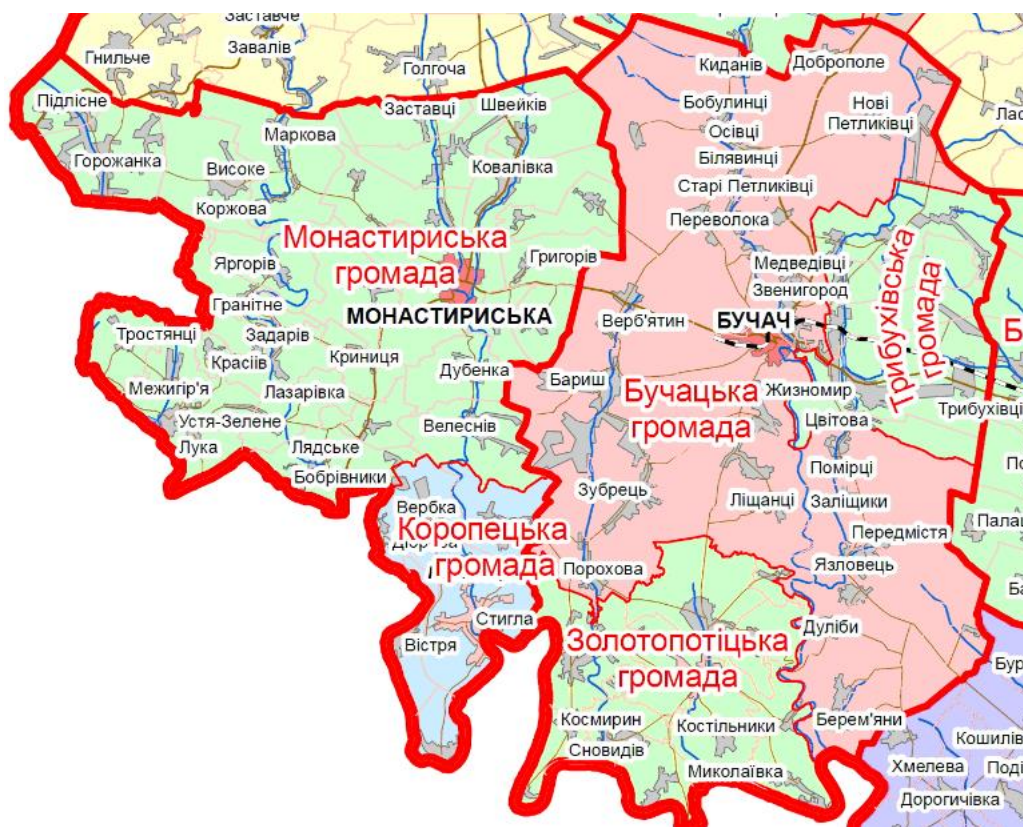 Заставче
Завалів
Гнильче
Голгоча
Киданів
Доброполе
Підлісне
Заставці
Швейків
Бобулинці
Нові
Петликівці
Маркова
Осівці
Горожанка
Високе
Ковалівка
Білявинці
Старі Петликівці
Коржова
Переволока
Монастириська
громада
Григорів
Яргорів
Медведівці
Звенигород
Трибухівська
громада
Гранітне
МОНАСТИРИСЬКА
Верб'ятин
БУЧАЧ
Тростянці
Задарів
Красіїв
Криниця
Дубенка
Бариш
Бучацька
громада
Жизномир
Трибухівці
Межигір'я
Лазарівка
Устя-Зелене
Велеснів
Цвітова
Лука
Лядське
Бобрівники
Помірці
Зубрець
Ліщанці
Заліщики
Вербка
Коропецька
громада
Передмістя
Порохова
Язловець
Стигла
Вістря
Золотопотіцька
громада
Дуліби
Космирин
Костільники
Берем'яни
Сновидів
Миколаївка
Хмелева
Дорогичівка